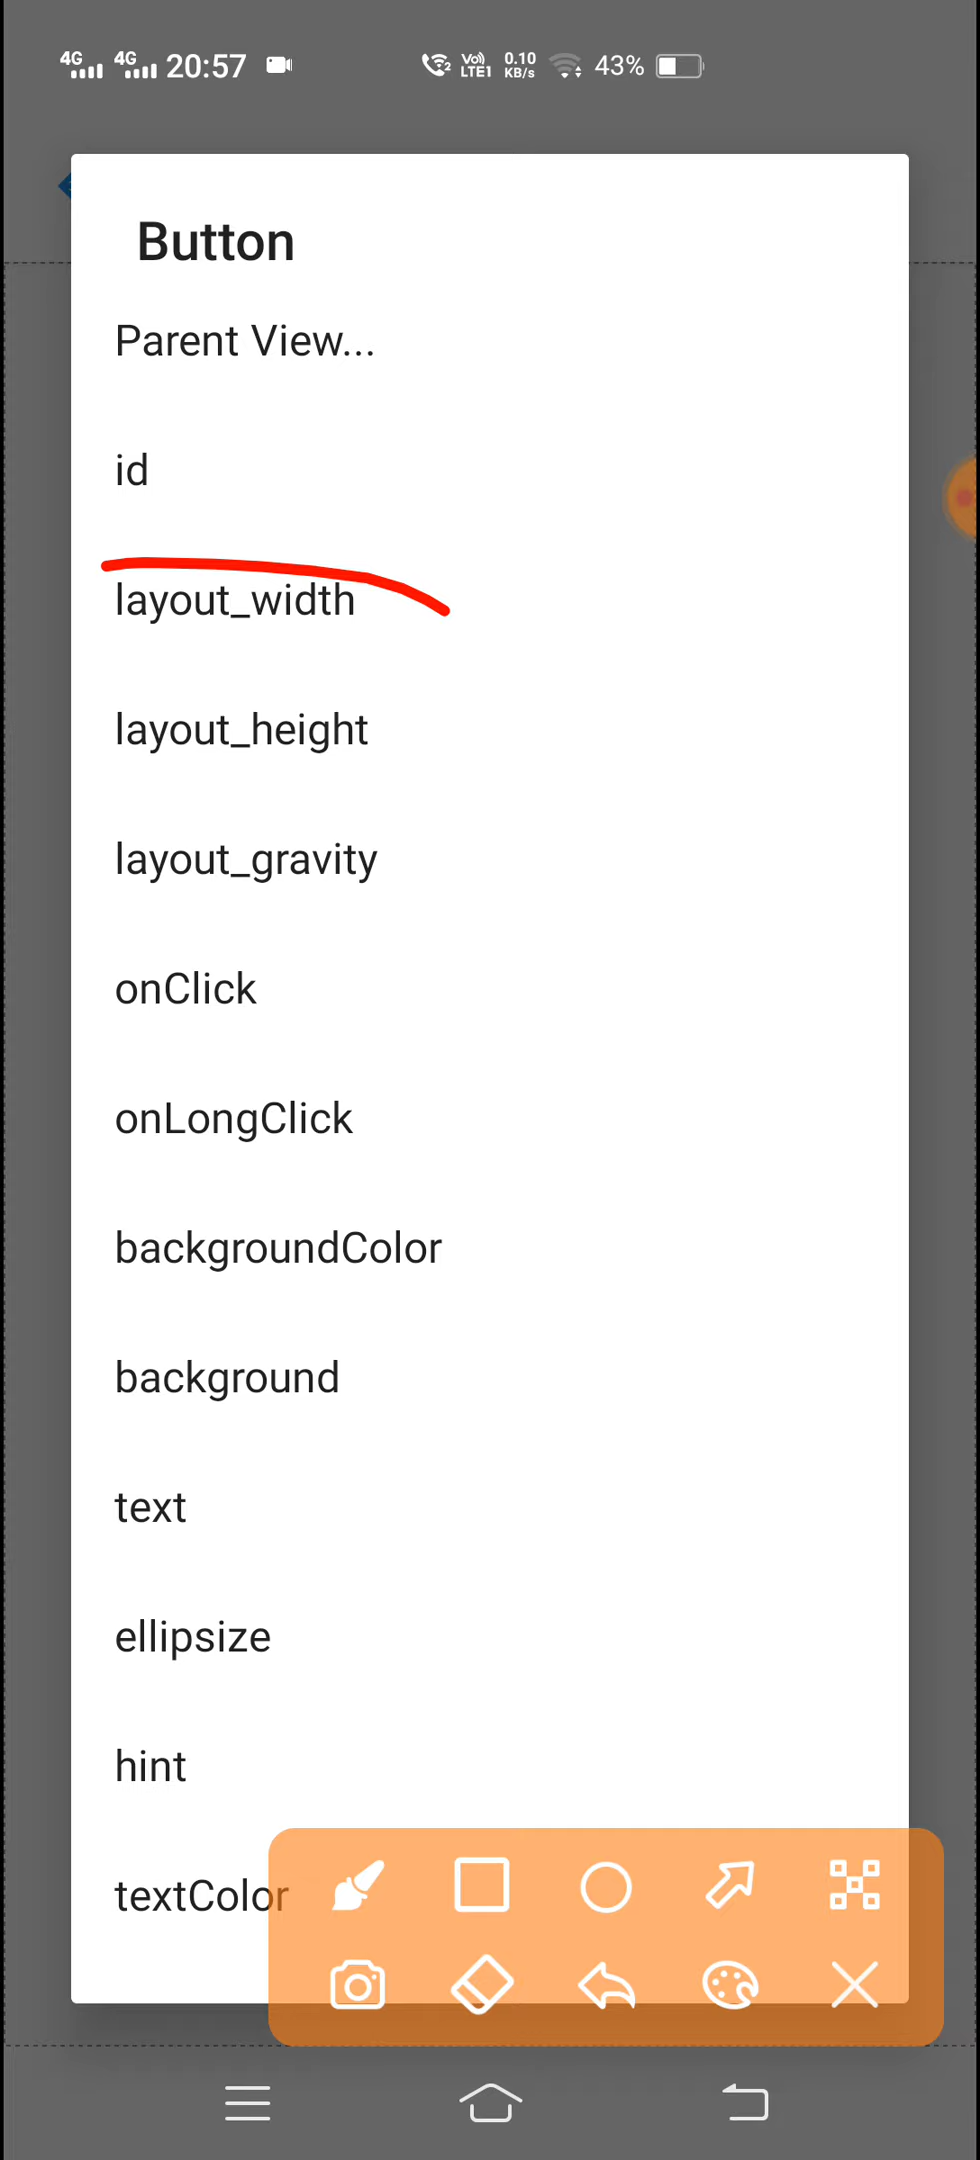 4G 4G 20:57 2 Vo) LTE1 0.10 KB/s 43%
Button
Parent View...
id
layout_width
layout_height
layout_gravity
onClick
onLongClick
backgroundColor
background
text
ellipsize
hint
textColor